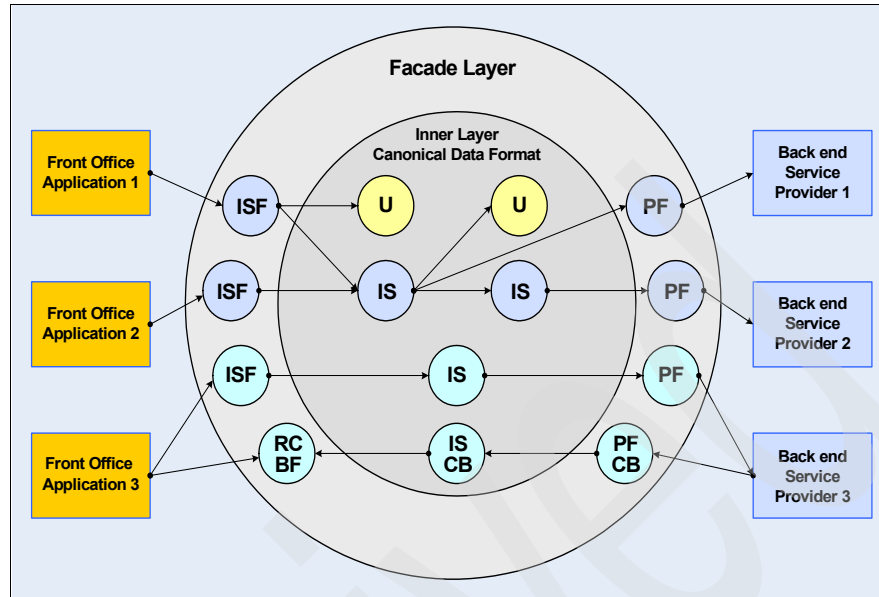 Facade Layer
Inner Layer
Canonical Data Format
Front Office
Application 1
ISF
U
U
PF
Back end
Service
Provider 1
Front Office
Application 2
ISF
IS
IS
PF
Back end
Service
Provider 2
ISF
IS
PF
Front Office
Application 3
RC
BF
IS
CB
PF
CB
Back end
Service
Provider 3